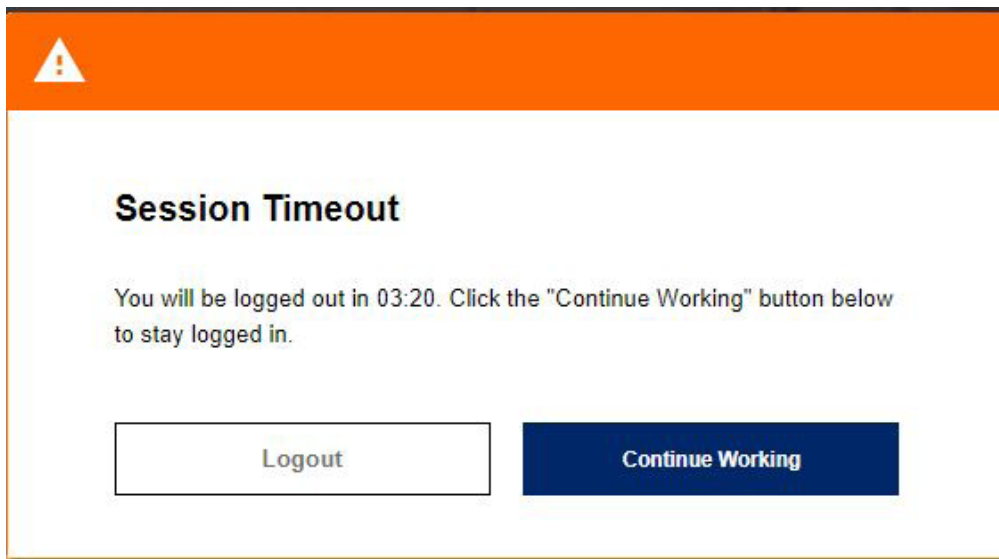 Session Timeout
You will be logged out in 03:20. Click the "Continue Working" button below
to stay logged in.
Logout
Continue Working